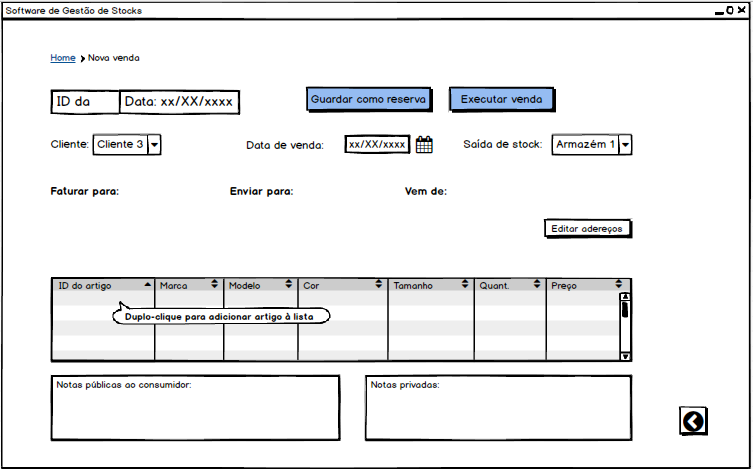 Software de Gestão de Stocks
Home > Nova venda
ID da
Data: xx/XX/xxxx
Guardar como reserva
Executar venda
Cliente: Cliente 3
Data de venda: xx/XX/xxxx
Saída de stock: Armazém 1
Faturar para:
Enviar para:
Vem de:
Editar adereços
ID do artigo Marca Modelo Cor Tamanho Quant. Preço
Duplo-clique para adicionar artigo à lista
Notas públicas ao consumidor:
Notas privadas: